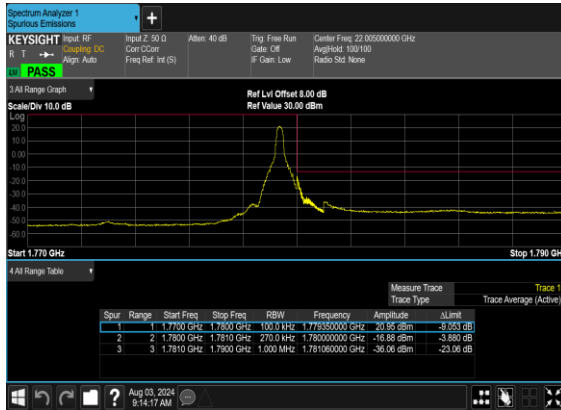 Spectrum Analyzer 1
Spurious Emissions
KEYSIGHT Input: RF Input Z: 50 Ω Atten: 40 dB Trig: Free Run Center Freq: 22.005000000 GHz
R T Coupling: DC Corr CCorr Gate: Off Avg|Hold: 100/100
Align: Auto Freq Ref: Int (S) IF Gain: Low Radio Std: None
LU PASS
3 All Range Graph
Ref Lvl Offset 8.00 dB
Scale/Div 10.0 dB Ref Value 30.00 dBm
Log
20.0
10.0
0.00
-10.0
-20.0
-30.0
-40.0
-50.0
-60.0
Start 1.770 GHz Stop 1.790 GH
4 All Range Table
Measure Trace Trace 1
Trace Type Trace Average (Active)
Spur Range Start Freq Stop Freq RBW Frequency Amplitude ΔLimit
1 1 1.7700 GHz 1.7800 GHz 100.0 kHz 1.779350000 GHz 20.95 dBm -9.053 dB
2 2 1.7800 GHz 1.7810 GHz 270.0 kHz 1.780000000 GHz -16.88 dBm -3.880 dB
3 3 1.7810 GHz 1.7900 GHz 1.000 MHz 1.781060000 GHz -36.06 dBm -23.06 dB
Aug 03, 2024
9:14:17 AM